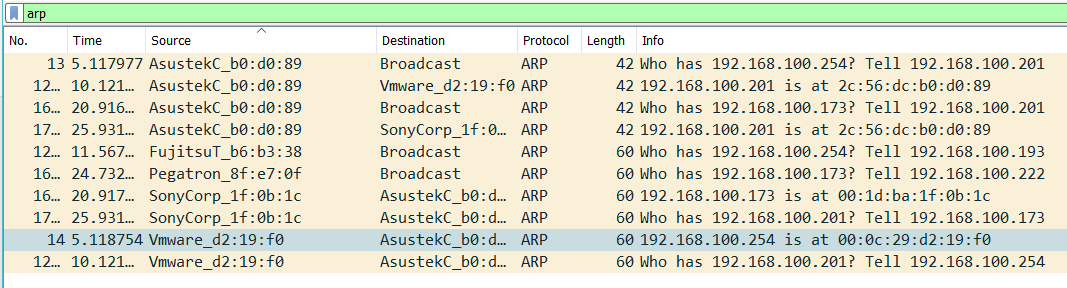 arp
No. Time Source Destination Protocol Length Info
13 5.117977 AsustekC_b0:d0:89 Broadcast ARP 42 Who has 192.168.100.254? Tell 192.168.100.201
12… 10.121… AsustekC_b0:d0:89 Vmware_d2:19:f0 ARP 42 192.168.100.201 is at 2c:56:dc:b0:d0:89
16… 20.916… AsustekC_b0:d0:89 Broadcast ARP 42 Who has 192.168.100.173? Tell 192.168.100.201
17… 25.931… AsustekC_b0:d0:89 SonyCorp_1f:0… ARP 42 192.168.100.201 is at 2c:56:dc:b0:d0:89
12… 11.567… FujitsuT_b6:b3:38 Broadcast ARP 60 Who has 192.168.100.254? Tell 192.168.100.193
16… 24.732… Pegatron_8f:e7:0f Broadcast ARP 60 Who has 192.168.100.173? Tell 192.168.100.222
16… 20.917… SonyCorp_1f:0b:1c AsustekC_b0:d… ARP 60 192.168.100.173 is at 00:1d:ba:1f:0b:1c
17… 25.931… SonyCorp_1f:0b:1c AsustekC_b0:d… ARP 60 Who has 192.168.100.201? Tell 192.168.100.173
14 5.118754 Vmware_d2:19:f0 AsustekC_b0:d… ARP 60 192.168.100.254 is at 00:0c:29:d2:19:f0
12… 10.121… Vmware_d2:19:f0 AsustekC_b0:d… ARP 60 Who has 192.168.100.201? Tell 192.168.100.254